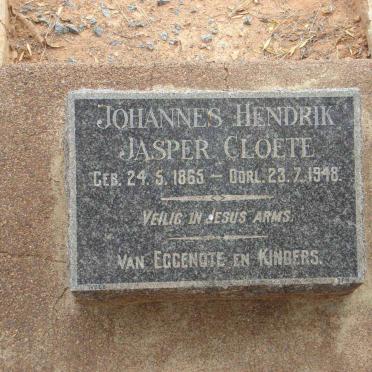 JOHANNES HENDRIK
JASPER CLOETE
GEB. 24. 5. 1865 — OORL. 23. 7. 1948.
VEILIG IN JESUS ARMS.
VAN EGGENOTE EN KINDERS.